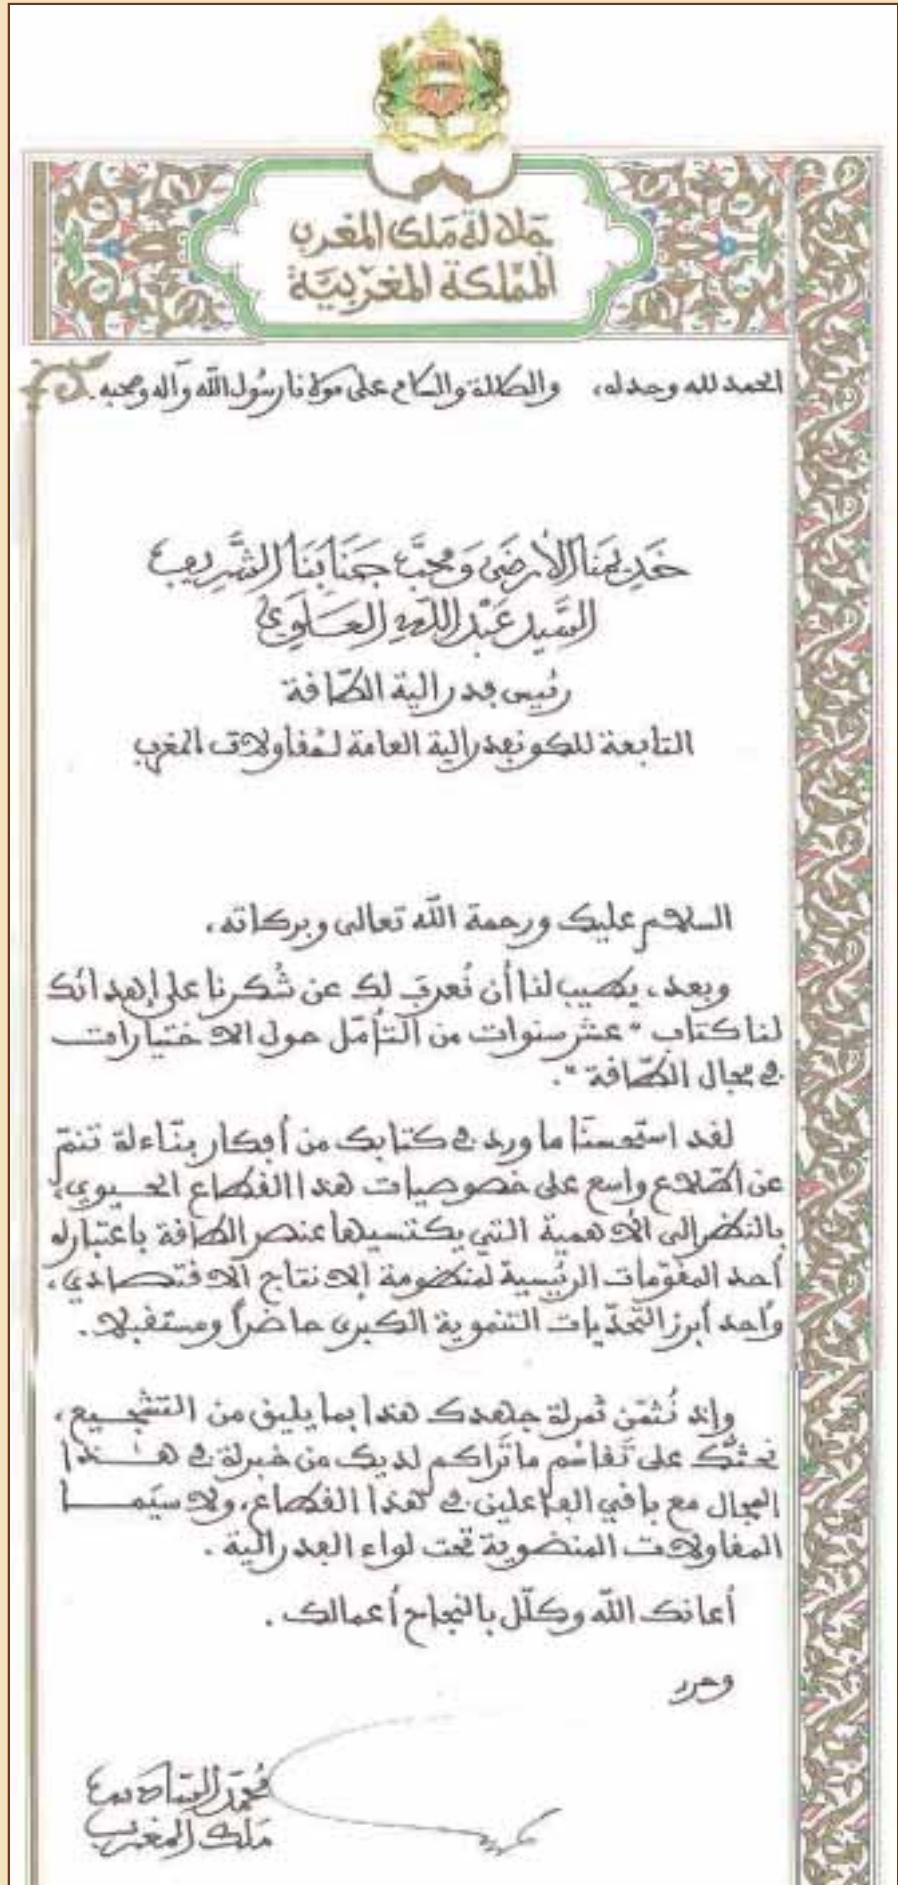 جلالة ملك المغرب
المملكة المغربية
الحمد لله وحده، والصلاة والسلام على مولانا رسول الله وآله وصحبه.
خديمنا الأرضى ومحب جنابنا الشريف
السيد عبد الله العلوي
رئيس فدرالية الطاقة
التابعة للكونفدرالية العامة لمقاولات المغرب
السلام عليك ورحمة الله تعالى وبركاته،
وبعد، يطيب لنا أن نعرب لك عن شكرنا على إهدائك
لنا كتاب "عشر سنوات من التأمل حول الاختيارات
في مجال الطاقة".
لقد استحسنا ما ورد في كتابك من أفكار بناءة تنم
عن اطلاع واسع على خصوصيات هذا القطاع الحيوي،
بالنظر إلى الأهمية التي يكتسيها عنصر الطاقة باعتباره
أحد المقومات الرئيسية لمنظومة الإنتاج الاقتصادي،
وأحد أبرز التحديات التنموية الكبرى حاضرا ومستقبلا.
وإذ نثمن ثمرة جهدك هذا بما يليق من التشجيع،
نحثك على تقاسم ما تراكم لديك من خبرة في هذا
المجال مع باقي الفاعلين في هذا القطاع، ولا سيما
المقاولات المنضوية تحت لواء الفدرالية.
أعانك الله وكلل بالنجاح أعمالك.
وحرر
محمد السادس
ملك المغرب